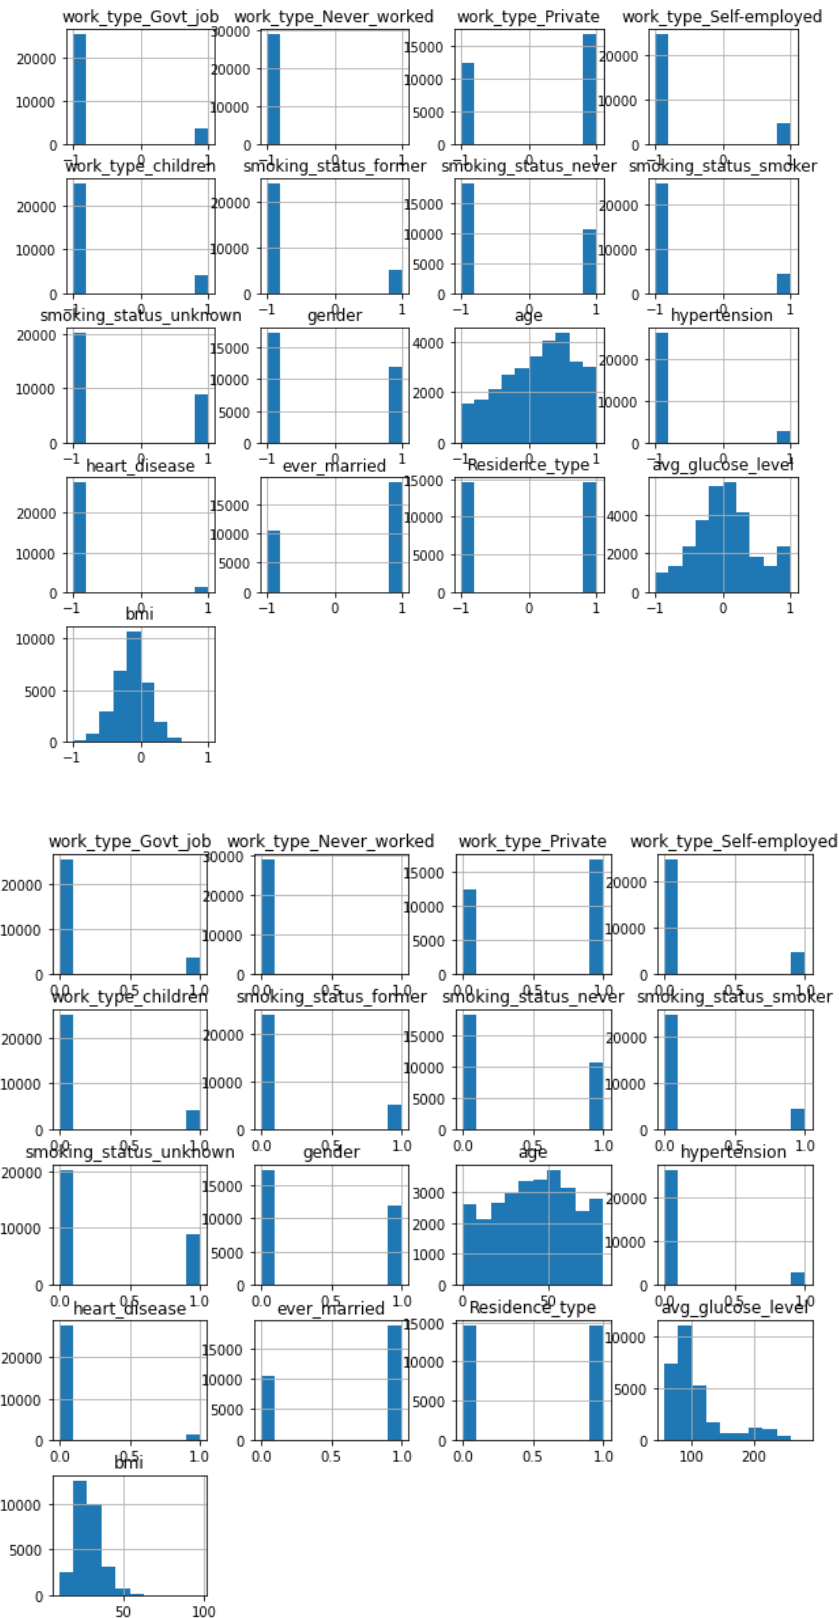 work_type_Govt_job work_type_Never_worked work_type_Private work_type_Self-employed
20000 10000 0 30000 20000 10000 0 15000 10000 5000 0 20000 10000 0
−1 0 1 −1 0 1 −1 0 1 −1 0 1
work_type_children smoking_status_former smoking_status_never smoking_status_smoker
20000 10000 0 20000 10000 0 15000 10000 5000 0 20000 10000 0
−1 0 1 −1 0 1 −1 0 1 −1 0 1
smoking_status_unknown gender age hypertension
20000 10000 0 15000 10000 5000 0 4000 2000 0 20000 10000 0
−1 0 1 −1 0 1 −1 0 1 −1 0 1
heart_disease ever_married Residence_type avg_glucose_level
20000 10000 0 15000 10000 5000 0 15000 10000 5000 0 4000 2000 0
−1 0 1 −1 0 1 −1 0 1 −1 0 1
bmi
10000 5000 0
−1 0 1
work_type_Govt_job work_type_Never_worked work_type_Private work_type_Self-employed
20000 10000 0 30000 20000 10000 0 15000 10000 5000 0 20000 10000 0
0.0 0.5 1.0 0.0 0.5 1.0 0.0 0.5 1.0 0.0 0.5 1.0
work_type_children smoking_status_former smoking_status_never smoking_status_smoker
20000 10000 0 20000 10000 0 15000 10000 5000 0 20000 10000 0
0.0 0.5 1.0 0.0 0.5 1.0 0.0 0.5 1.0 0.0 0.5 1.0
smoking_status_unknown gender age hypertension
20000 10000 0 15000 10000 5000 0 3000 2000 1000 0 20000 10000 0
0.0 0.5 1.0 0.0 0.5 1.0 0 50 0.0 0.5 1.0
heart_disease ever_married Residence_type avg_glucose_level
20000 10000 0 15000 10000 5000 0 15000 10000 5000 0 10000 5000 0
0.0 0.5 1.0 0.0 0.5 1.0 0.0 0.5 1.0 100 200
bmi
10000 5000 0
50 100